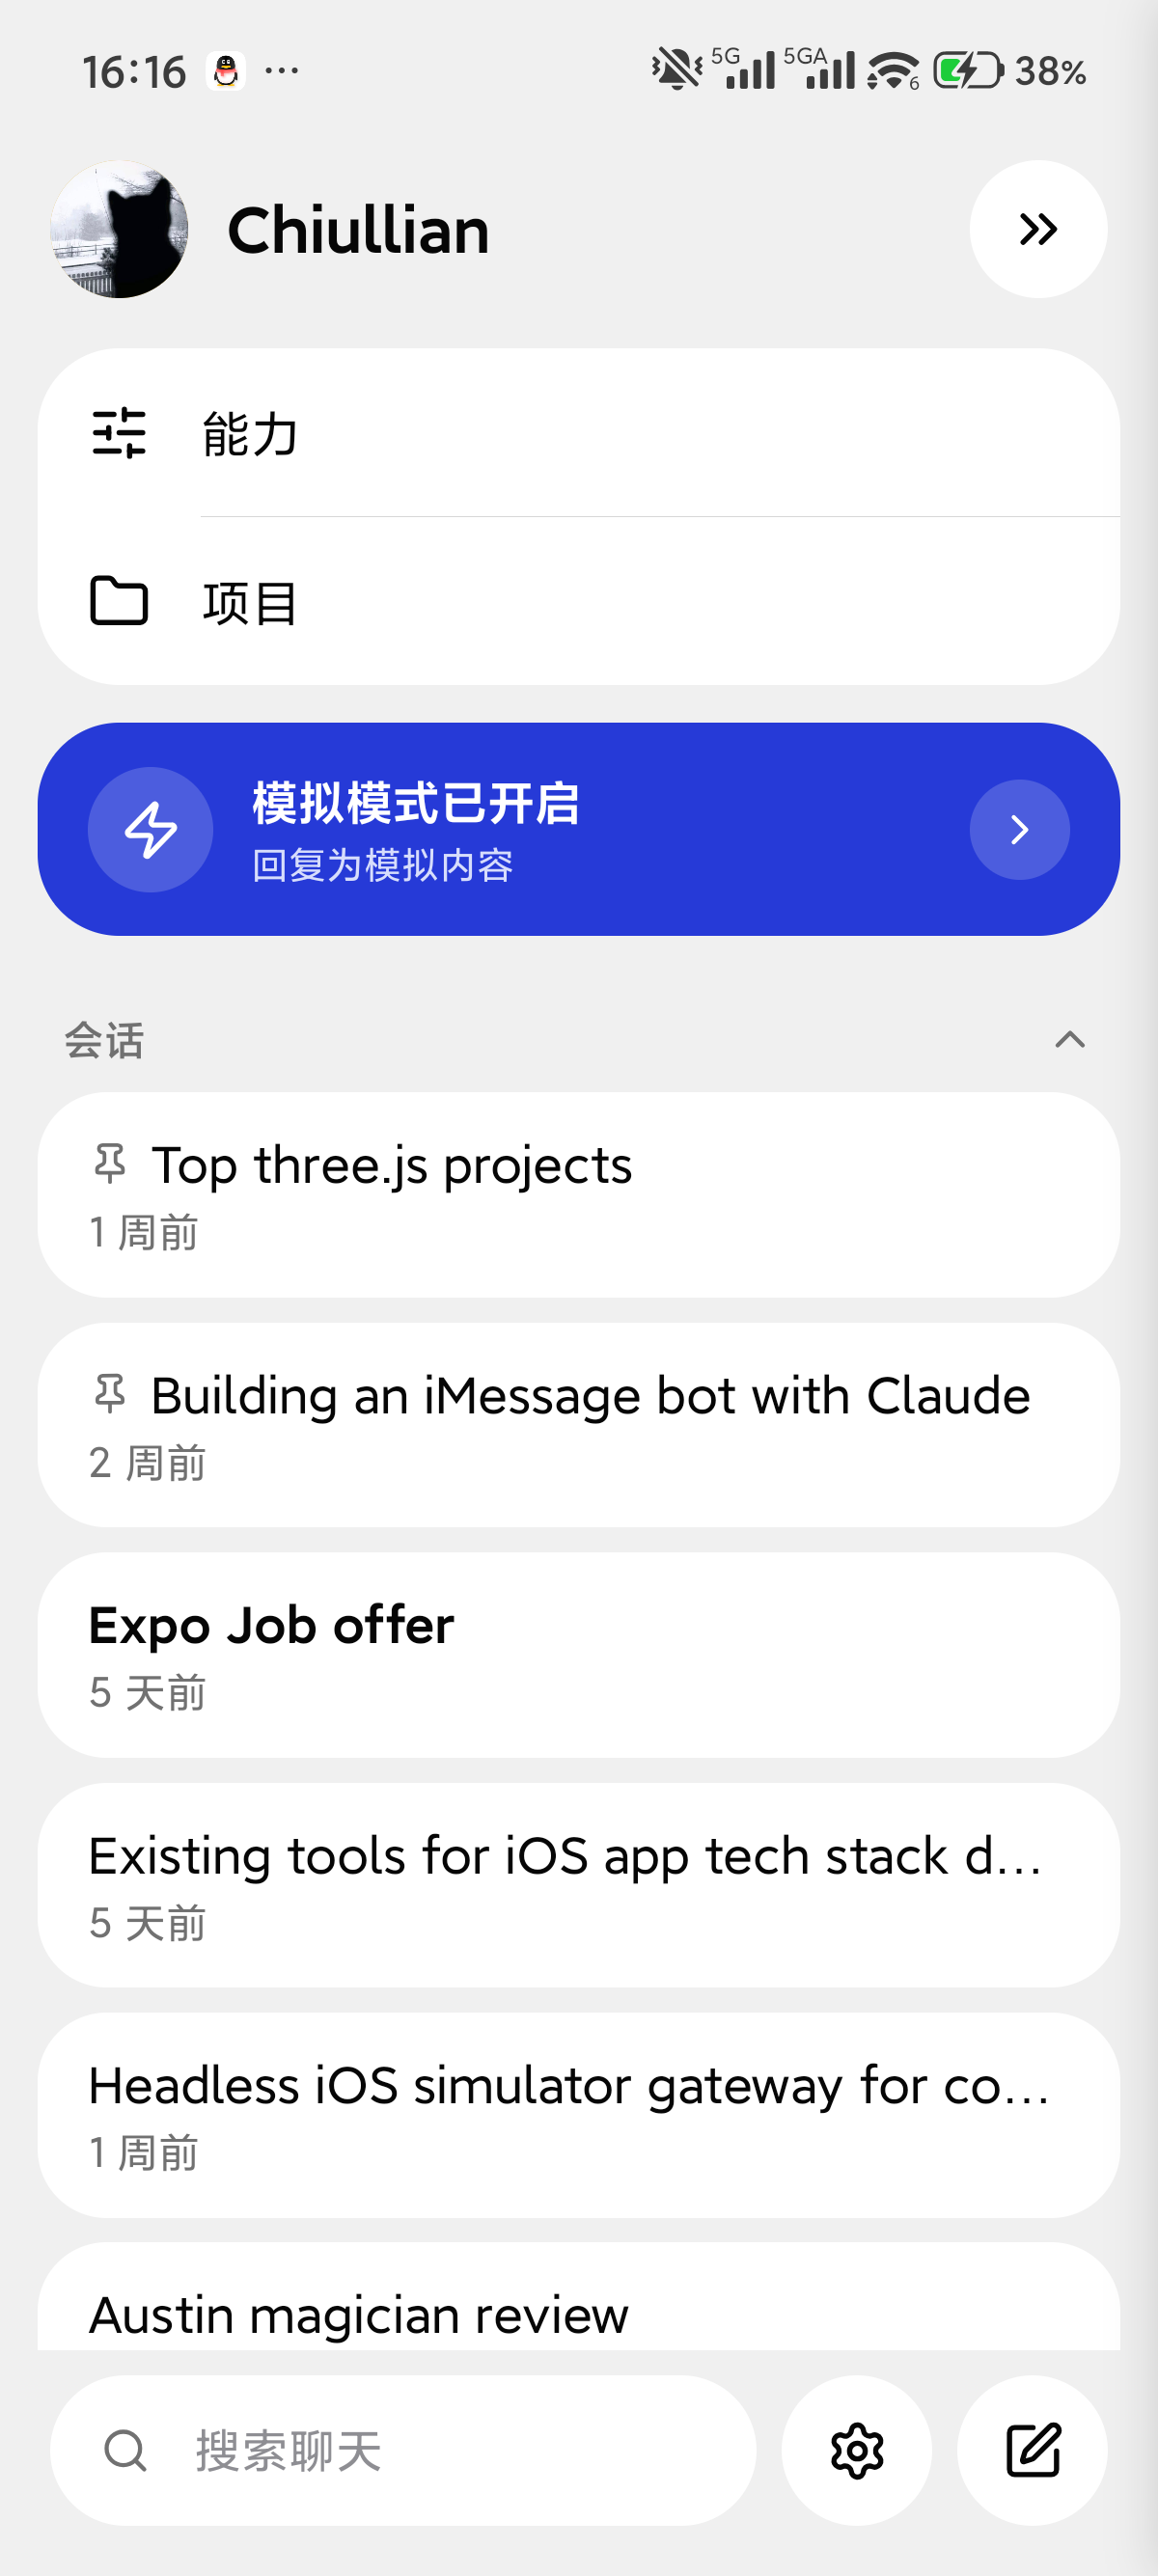 16:16
5G 5GA 6 38%
Chiullian
能力
项目
模拟模式已开启
回复为模拟内容
会话
Top three.js projects
1 周前
Building an iMessage bot with Claude
2 周前
Expo Job offer
5 天前
Existing tools for iOS app tech stack d...
5 天前
Headless iOS simulator gateway for co...
1 周前
Austin magician review
搜索聊天